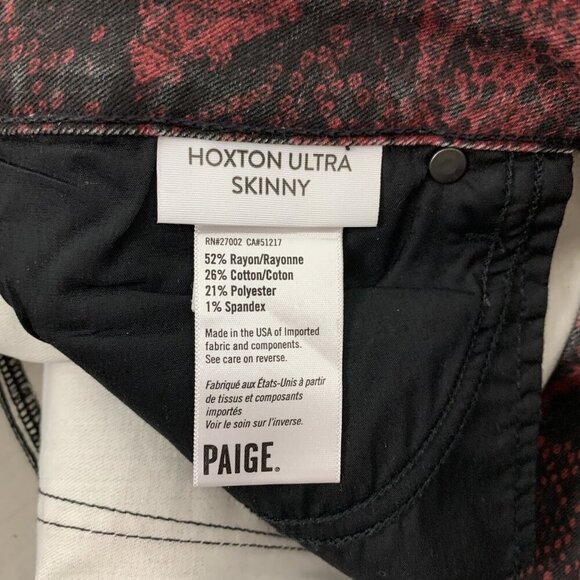 HOXTON ULTRA
SKINNY
RN#27002 CA#51217
52% Rayon/Rayonne
26% Cotton/Coton
21% Polyester
1% Spandex
Made in the USA of Imported
fabric and components.
See care on reverse.
Fabriqué aux États-Unis à partir
de tissus et composants
importés
Voir le soin sur l'inverse.
PAIGE®